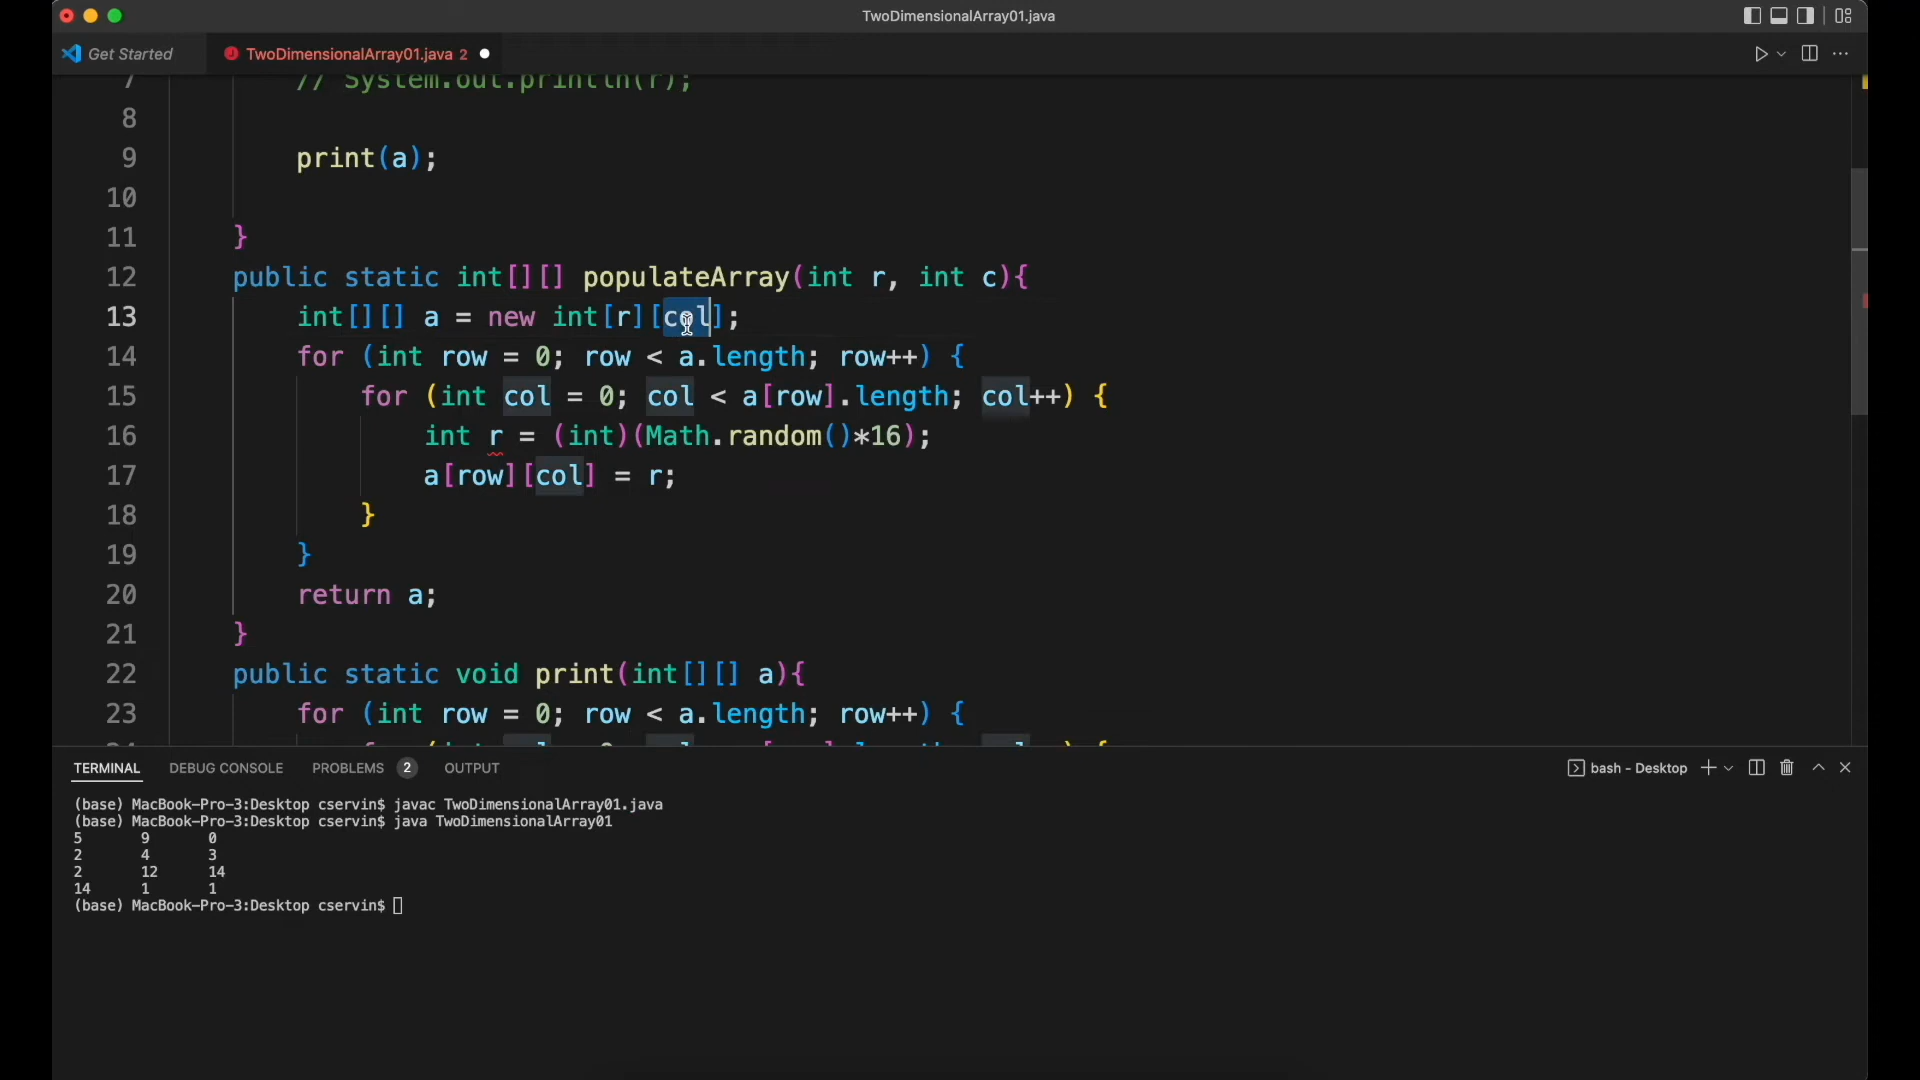 TwoDimensionalArray01.java
Get Started
TwoDimensionalArray01.java 2
7 // System.out.println(r);
8
9 print(a);
10
11 }
12 public static int[][] populateArray(int r, int c){
13 int[][] a = new int[r][col];
14 for (int row = 0; row < a.length; row++) {
15 for (int col = 0; col < a[row].length; col++) {
16 int r = (int)(Math.random()*16);
17 a[row][col] = r;
18 }
19 }
20 return a;
21 }
22 public static void print(int[][] a){
23 for (int row = 0; row < a.length; row++) {
TERMINAL DEBUG CONSOLE PROBLEMS 2 OUTPUT
bash - Desktop
(base) MacBook-Pro-3:Desktop cservin$ javac TwoDimensionalArray01.java
(base) MacBook-Pro-3:Desktop cservin$ java TwoDimensionalArray01
5 9 0
2 4 3
2 12 14
14 1 1
(base) MacBook-Pro-3:Desktop cservin$